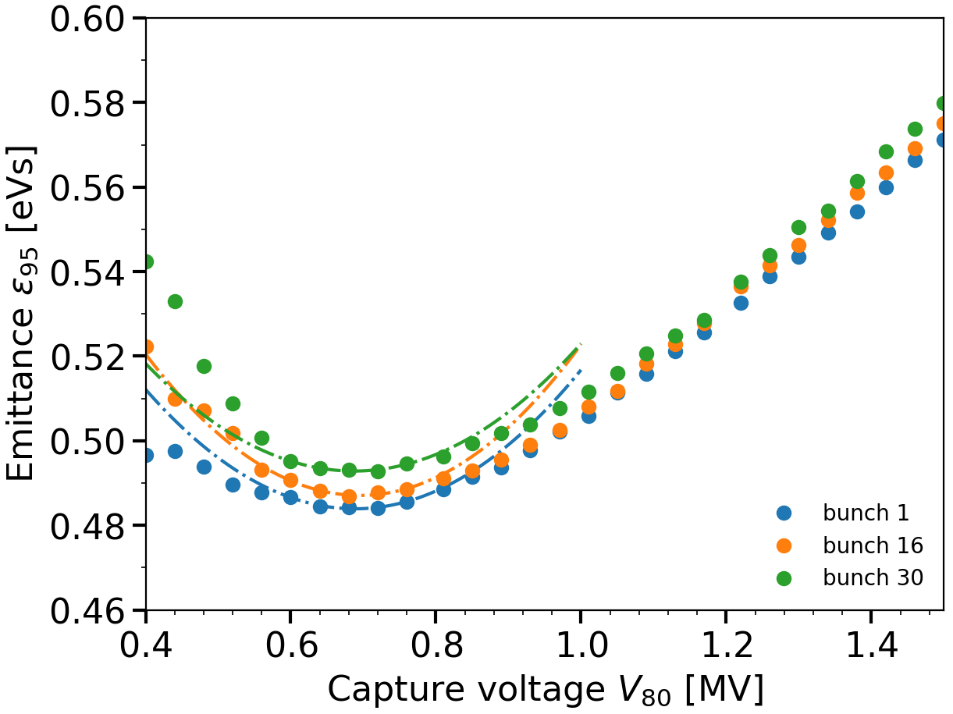 0.60
0.58
0.56
0.54
0.52
0.50
0.48
0.46
Emittance ε₉₅ [eVs]
bunch 1
bunch 16
bunch 30
0.4 0.6 0.8 1.0 1.2 1.4
Capture voltage V₈₀ [MV]